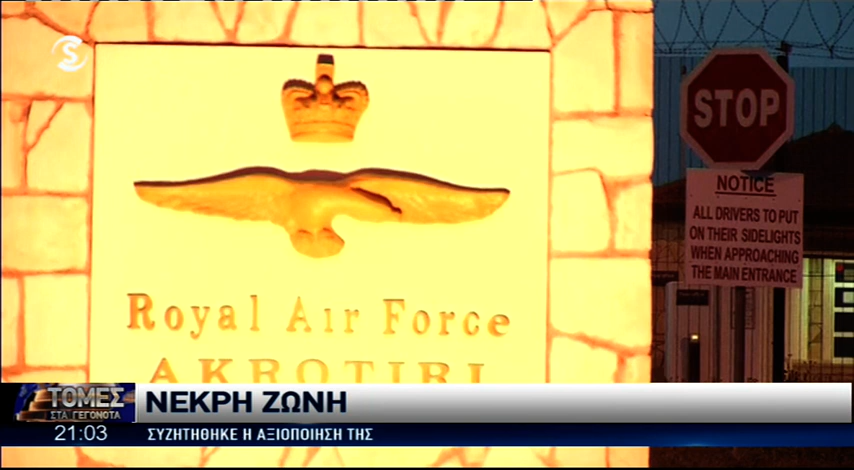 S
Royal Air Force
AKROTIRI
STOP
NOTICE
ALL DRIVERS TO PUT
ON THEIR SIDELIGHTS
WHEN APPROACHING
THE MAIN ENTRANCE
ΤΟΜΕΣ
ΣΤΑ ΓΕΓΟΝΟΤΑ
ΝΕΚΡΗ ΖΩΝΗ
21:03
ΣΥΖΗΤΗΘΗΚΕ Η ΑΞΙΟΠΟΙΗΣΗ ΤΗΣ